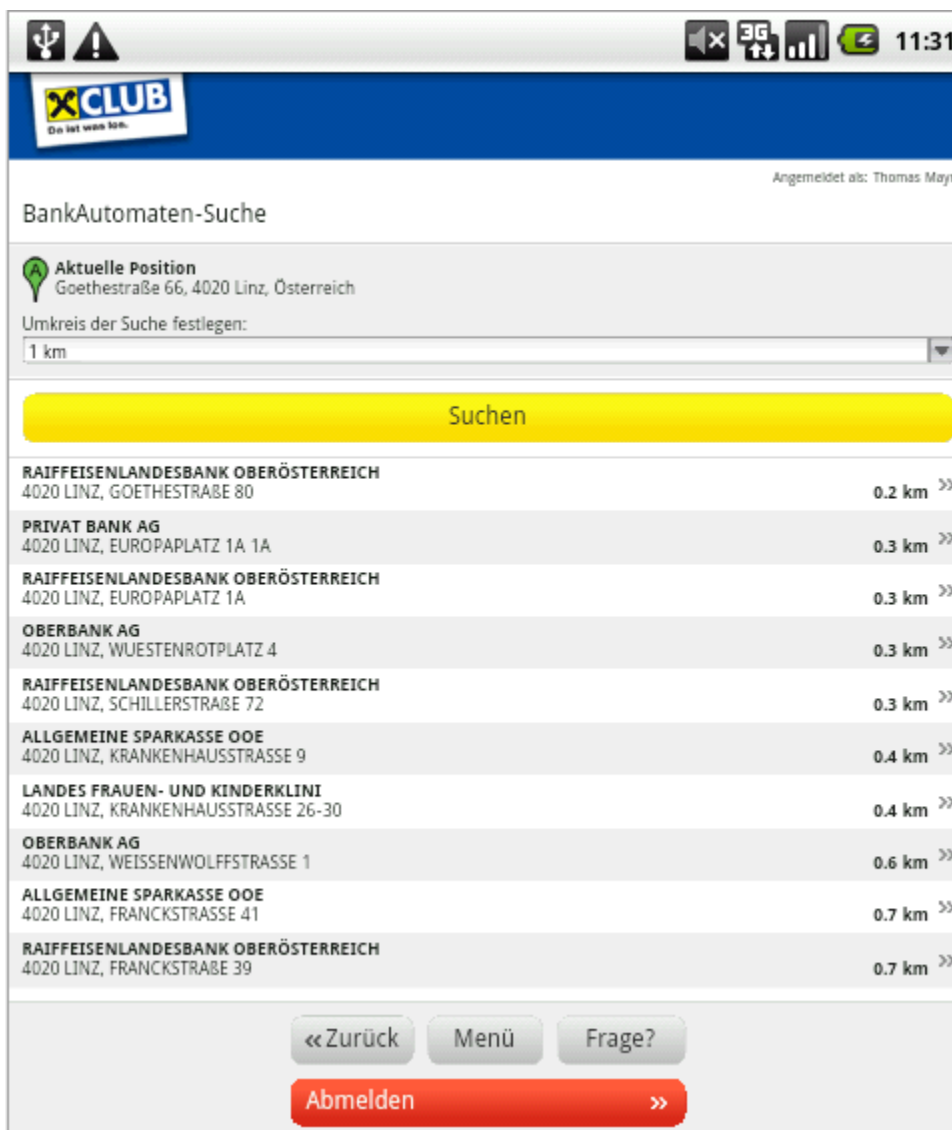 3G 11:31
X CLUB
Do ist was los.
Angemeldet als: Thomas Mayr
BankAutomaten-Suche
A Aktuelle Position
Goethestraße 66, 4020 Linz, Österreich
Umkreis der Suche festlegen:
1 km
Suchen
RAIFFEISENLANDESBANK OBERÖSTERREICH
4020 LINZ, GOETHESTRAßE 80 0.2 km »
PRIVAT BANK AG
4020 LINZ, EUROPAPLATZ 1A 1A 0.3 km »
RAIFFEISENLANDESBANK OBERÖSTERREICH
4020 LINZ, EUROPAPLATZ 1A 0.3 km »
OBERBANK AG
4020 LINZ, WUESTENROTPLATZ 4 0.3 km »
RAIFFEISENLANDESBANK OBERÖSTERREICH
4020 LINZ, SCHILLERSTRAßE 72 0.3 km »
ALLGEMEINE SPARKASSE OOE
4020 LINZ, KRANKENHAUSSTRASSE 9 0.4 km »
LANDES FRAUEN- UND KINDERKLINI
4020 LINZ, KRANKENHAUSSTRASSE 26-30 0.4 km »
OBERBANK AG
4020 LINZ, WEISSENWOLFFSTRASSE 1 0.6 km »
ALLGEMEINE SPARKASSE OOE
4020 LINZ, FRANCKSTRASSE 41 0.7 km »
RAIFFEISENLANDESBANK OBERÖSTERREICH
4020 LINZ, FRANCKSTRAßE 39 0.7 km »
« Zurück Menü Frage?
Abmelden »